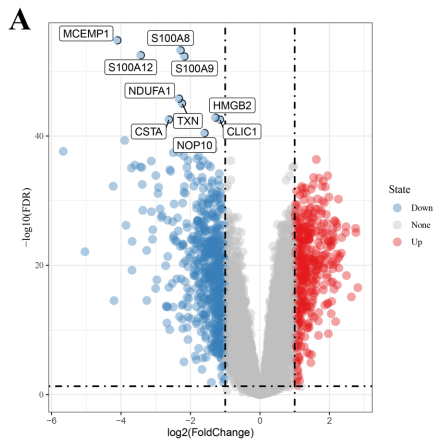 A
MCEMP1
S100A8
S100A12
S100A9
NDUFA1
HMGB2
TXN
CSTA
CLIC1
NOP10
40
20
0
−log10(FDR)
−6
−4
−2
0
2
log2(FoldChange)
State
Down
None
Up